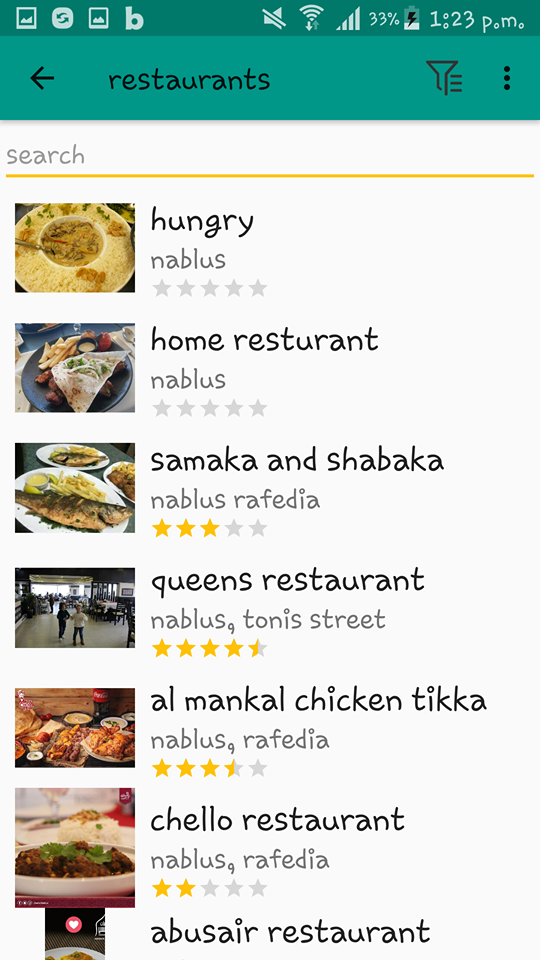 33% 1:23 p.m.
restaurants
search
hungry
nablus
home resturant
nablus
samaka and shabaka
nablus rafedia
queens restaurant
nablus, tonis street
al mankal chicken tikka
nablus, rafedia
chello restaurant
nablus, rafedia
abusair restaurant